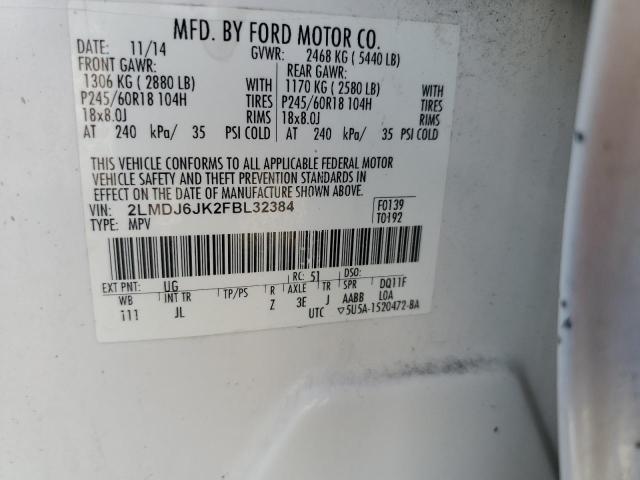 MFD. BY FORD MOTOR CO.
DATE: 11/14 GVWR: 2468 KG (5440 LB)
FRONT GAWR: REAR GAWR:
1306 KG (2880 LB) WITH 1170 KG (2580 LB) WITH
P245/60R18 104H TIRES P245/60R18 104H TIRES
18x8.0J RIMS 18x8.0J RIMS
AT 240 kPa/ 35 PSI COLD AT 240 kPa/ 35 PSI COLD
THIS VEHICLE CONFORMS TO ALL APPLICABLE FEDERAL MOTOR
VEHICLE SAFETY AND THEFT PREVENTION STANDARDS IN
EFFECT ON THE DATE OF MANUFACTURE SHOWN ABOVE.
VIN: 2LMDJ6JK2FBL32384 F0139
TYPE: MPV T0192
EXT PNT: UG RC: 51 DSO:
WB INT TR TP/PS R AXLE TR SPR DQ11F
111 JL Z 3E J AABB LOA
UTC ▽5U5A-1520472-BA